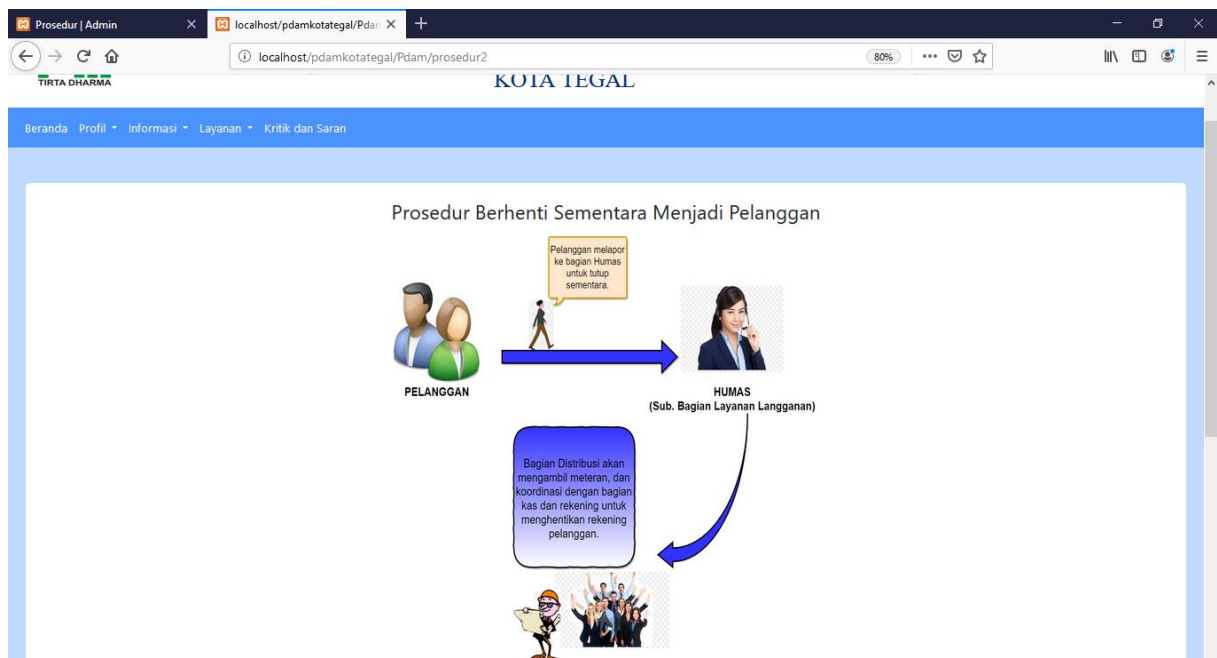 Prosedur | Admin
localhost/pdamkotategal/Pdam
localhost/pdamkotategal/Pdam/prosedur2
80%
TIRTA DHARMA
KOTA TEGAL
Beranda Profil Informasi Layanan Kritik dan Saran
Prosedur Berhenti Sementara Menjadi Pelanggan
Pelanggan melapor
ke bagian Humas
untuk tutup
sementara.
PELANGGAN
HUMAS
(Sub. Bagian Layanan Langganan)
Bagian Distribusi akan
mengambil meteran, dan
koordinasi dengan bagian
kas dan rekening untuk
menghentikan rekening
pelanggan.